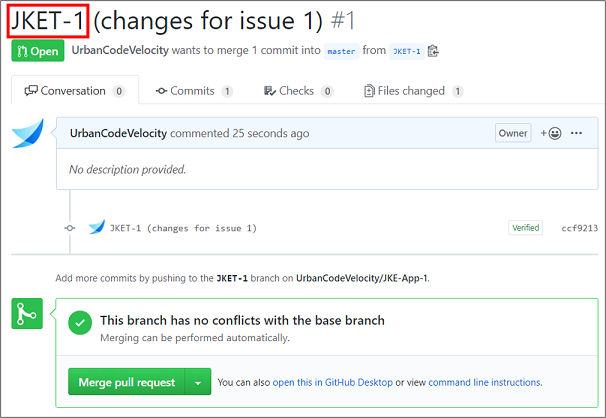 JKET-1 (changes for issue 1) #1
Open UrbanCodeVelocity wants to merge 1 commit into master from JKET-1
Conversation 0 Commits 1 Checks 0 Files changed 1
UrbanCodeVelocity commented 25 seconds ago Owner
No description provided.
JKET-1 (changes for issue 1) Verified ccf9213
Add more commits by pushing to the JKET-1 branch on UrbanCodeVelocity/JKE-App-1.
This branch has no conflicts with the base branch
Merging can be performed automatically.
Merge pull request You can also open this in GitHub Desktop or view command line instructions.